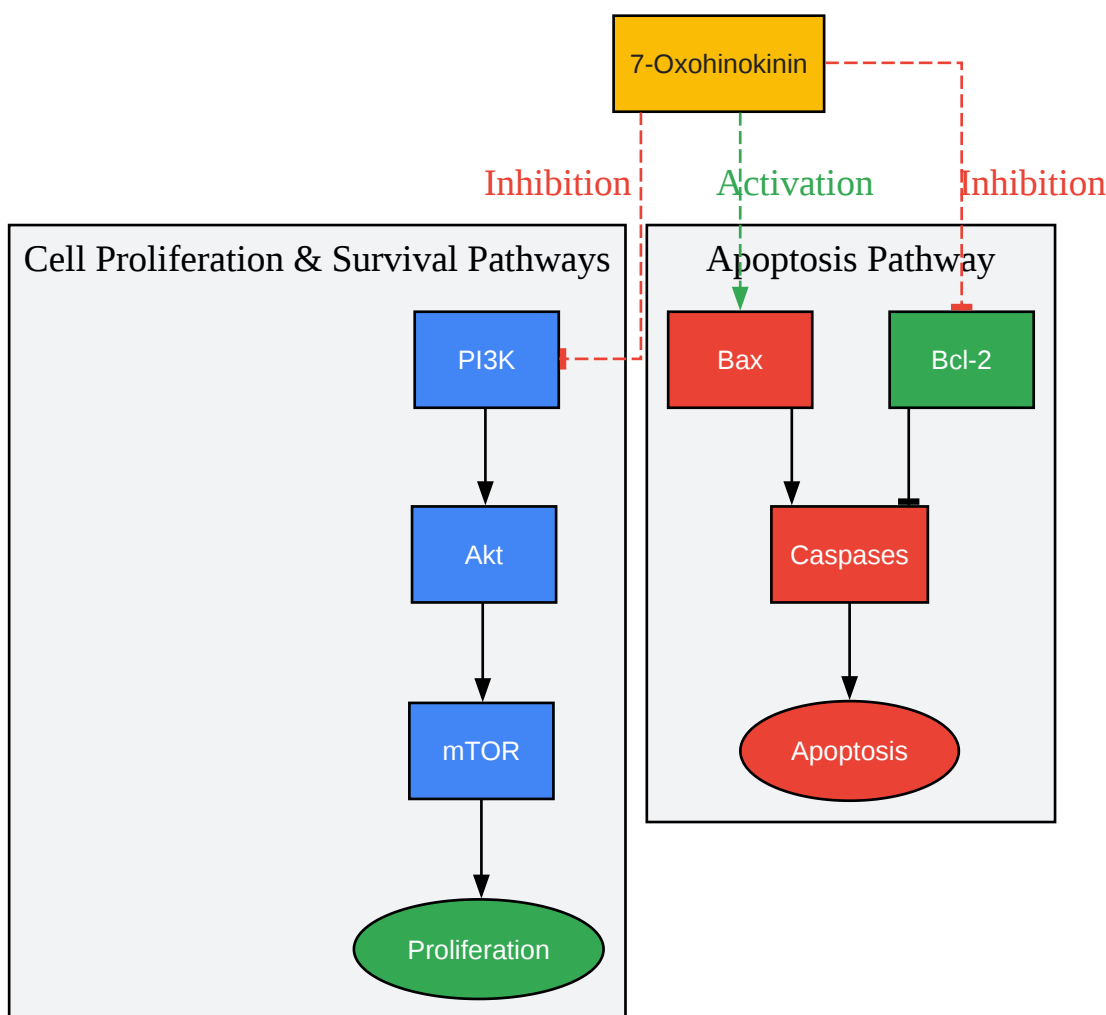 7-Oxohinokinin
Inhibition
Activation
Inhibition
Cell Proliferation & Survival Pathways
Apoptosis Pathway
PI3K
Bax
Bcl-2
Akt
Caspases
mTOR
Apoptosis
Proliferation